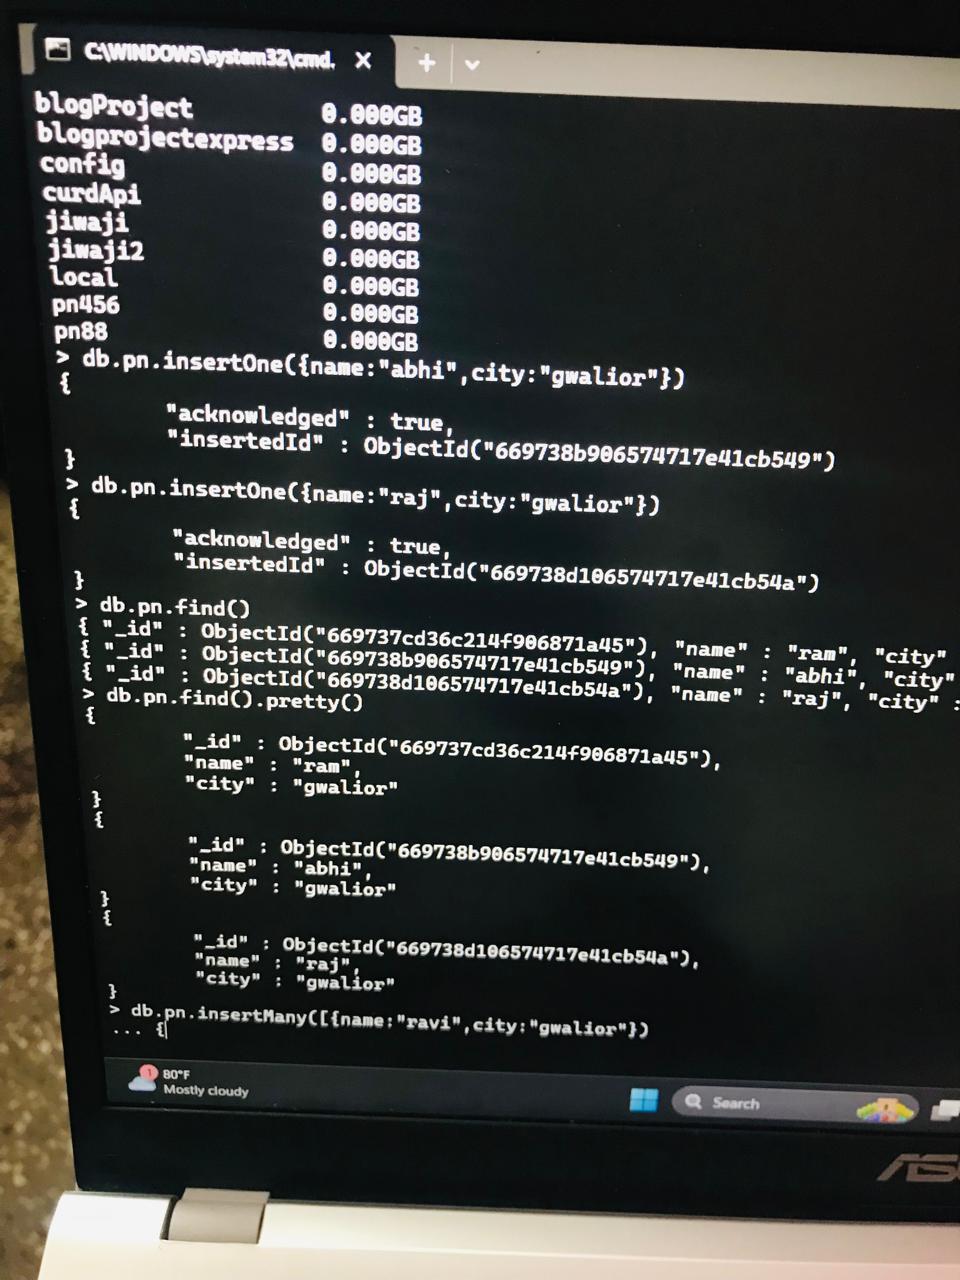 C:\WINDOWS\system32\cmd.
blogProject 0.000GB
blogprojectexpress 0.000GB
config 0.000GB
curdApi 0.000GB
jiwaji 0.000GB
jiwaji2 0.000GB
local 0.000GB
pn456 0.000GB
pn88 0.000GB
> db.pn.insertOne({name:"abhi",city:"gwalior"})
{
"acknowledged" : true,
"insertedId" : ObjectId("669738b906574717e41cb549")
}
> db.pn.insertOne({name:"raj",city:"gwalior"})
{
"acknowledged" : true,
"insertedId" : ObjectId("669738d106574717e41cb54a")
}
> db.pn.find()
{ "_id" : ObjectId("669737cd36c214f906871a45"), "name" : "ram", "city"
{ "_id" : ObjectId("669738b906574717e41cb549"), "name" : "abhi", "city"
{ "_id" : ObjectId("669738d106574717e41cb54a"), "name" : "raj", "city" :
> db.pn.find().pretty()
{
"_id" : ObjectId("669737cd36c214f906871a45"),
"name" : "ram",
"city" : "gwalior"
}
{
"_id" : ObjectId("669738b906574717e41cb549"),
"name" : "abhi",
"city" : "gwalior"
}
{
"_id" : ObjectId("669738d106574717e41cb54a"),
"name" : "raj",
"city" : "gwalior"
}
> db.pn.insertMany([{name:"ravi",city:"gwalior"})
... {
1
80°F
Mostly cloudy
Search